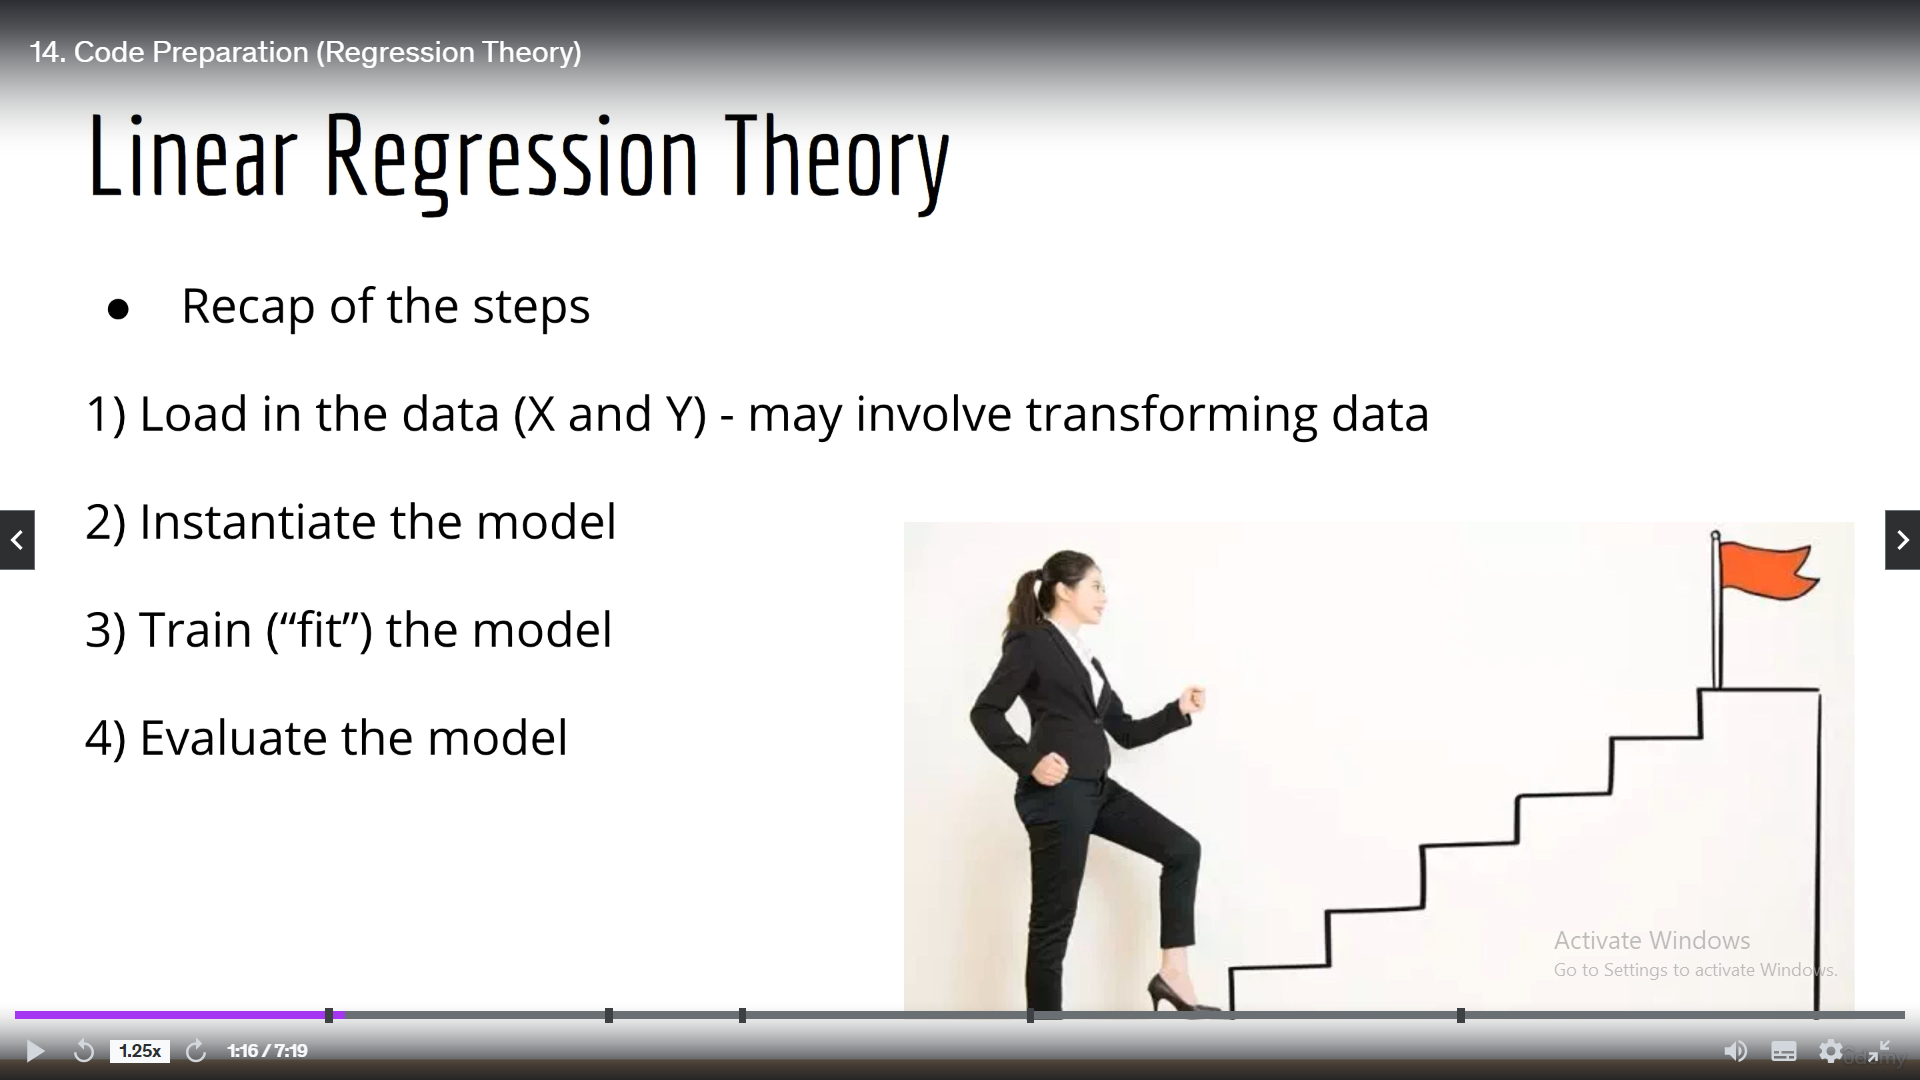 14. Code Preparation (Regression Theory)
Linear Regression Theory
● Recap of the steps
1) Load in the data (X and Y) - may involve transforming data
2) Instantiate the model
3) Train (“fit”) the model
4) Evaluate the model
Activate Windows
Go to Settings to activate Windows.
1.25x
1:16 / 7:19